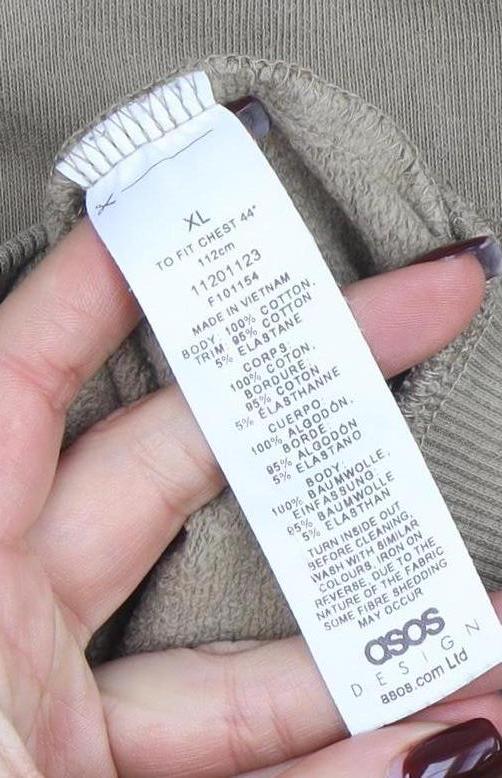 XL
TO FIT CHEST 44"
112cm
11201123
F101154
MADE IN VIETNAM
BODY: 100% COTTON.
TRIM: 95% COTTON
5% ELASTANE
CORPS:
100% COTON.
BORDURE:
95% COTON
5% ÉLASTHANNE
CUERPO:
100% ALGODÓN.
BORDE:
95% ALGODÓN
5% ELASTANO
BODY:
100% BAUMWOLLE.
EINFASSUNG:
95% BAUMWOLLE
5% ELASTHAN
TURN INSIDE OUT
BEFORE CLEANING,
WASH WITH SIMILAR
COLOURS, IRON ON
REVERSE, DUE TO THE
NATURE OF THE FABRIC
SOME FIBRE SHEDDING
MAY OCCUR
asos
DESIGN
asos.com Ltd